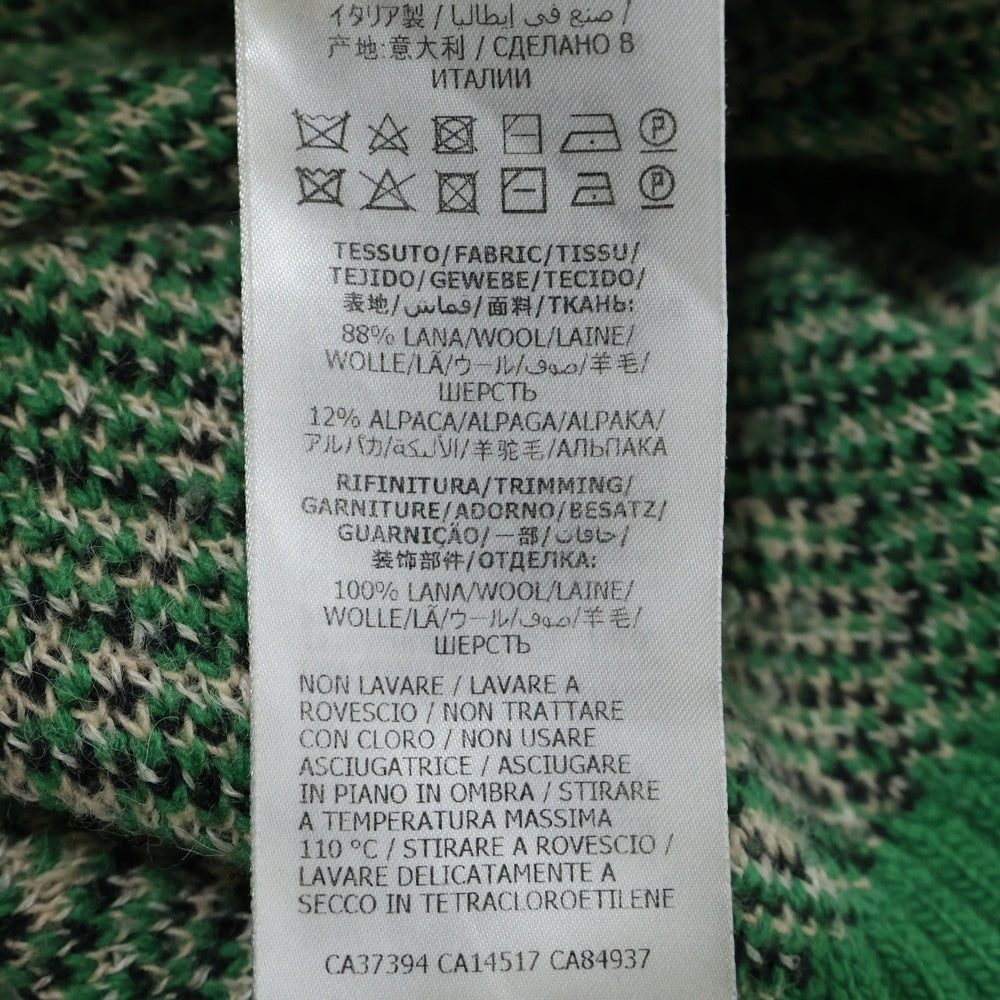 イタリア製 / صنع في إيطاليا /
产地:意大利 / СДЕЛАНО В
ИТАЛИИ
P
P
TESSUTO/FABRIC/TISSU/
TEJIDO/GEWEBE/TECIDO/
表地/قماش/面料/ТКАНЬ:
88% LANA/WOOL/LAINE/
WOLLE/LÃ/ウール/صوف/羊毛/
ШЕРСТЬ
12% ALPACA/ALPAGA/ALPAKA/
アルパカ/الألبكة/羊驼毛/АЛЬПАКА
RIFINITURA/TRIMMING/
GARNITURE/ADORNO/BESATZ/
GUARNIÇÃO/一部/حافات/
装饰部件/ОТДЕЛКА:
100% LANA/WOOL/LAINE/
WOLLE/LÃ/ウール/صوف/羊毛/
ШЕРСТЬ
NON LAVARE / LAVARE A
ROVESCIO / NON TRATTARE
CON CLORO / NON USARE
ASCIUGATRICE / ASCIUGARE
IN PIANO IN OMBRA / STIRARE
A TEMPERATURA MASSIMA
110 °C / STIRARE A ROVESCIO /
LAVARE DELICATAMENTE A
SECCO IN TETRACLOROETILENE
CA37394 CA14517 CA84937